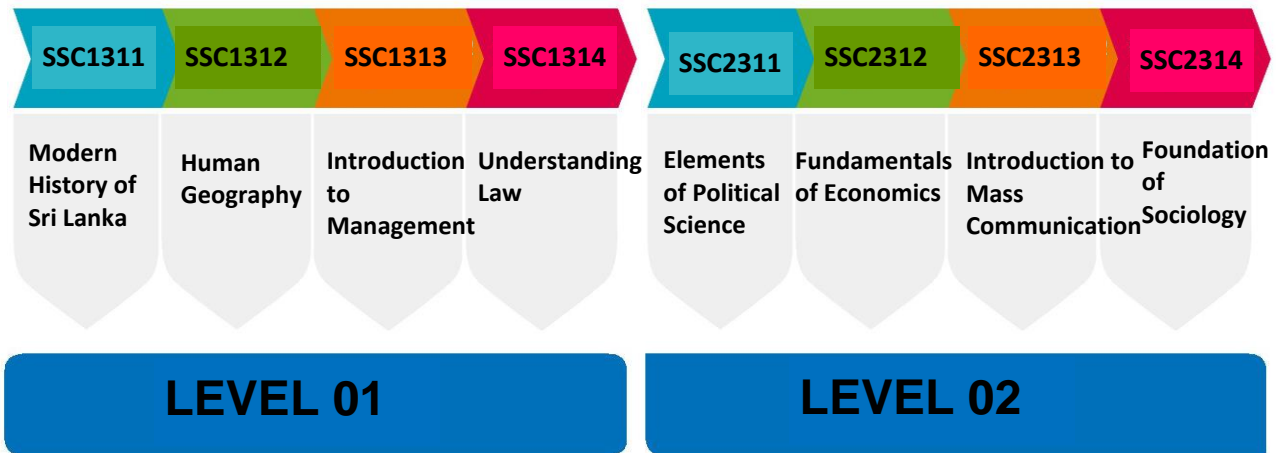 SSC1311
SSC1312
SSC1313
SSC1314
SSC2311
SSC2312
SSC2313
SSC2314
Modern
History of
Sri Lanka
Human
Geography
Introduction
to
Management
Understanding
Law
Elements
of Political
Science
Fundamentals
of Economics
Introduction to
Mass
Communication
Foundation
of
Sociology
LEVEL 01
LEVEL 02